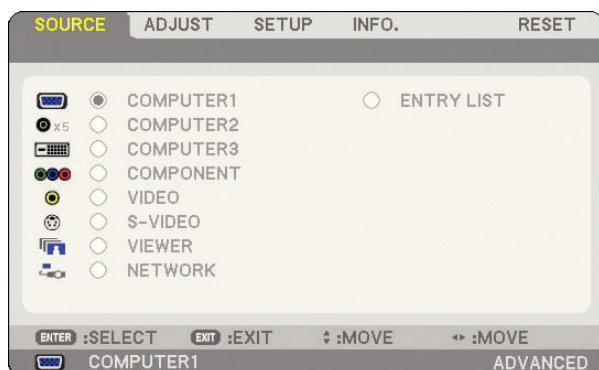 SOURCE ADJUST SETUP INFO. RESET
COMPUTER1 ENTRY LIST
x5 COMPUTER2
COMPUTER3
COMPONENT
VIDEO
S-VIDEO
VIEWER
NETWORK
ENTER :SELECT EXIT :EXIT :MOVE :MOVE
COMPUTER1 ADVANCED